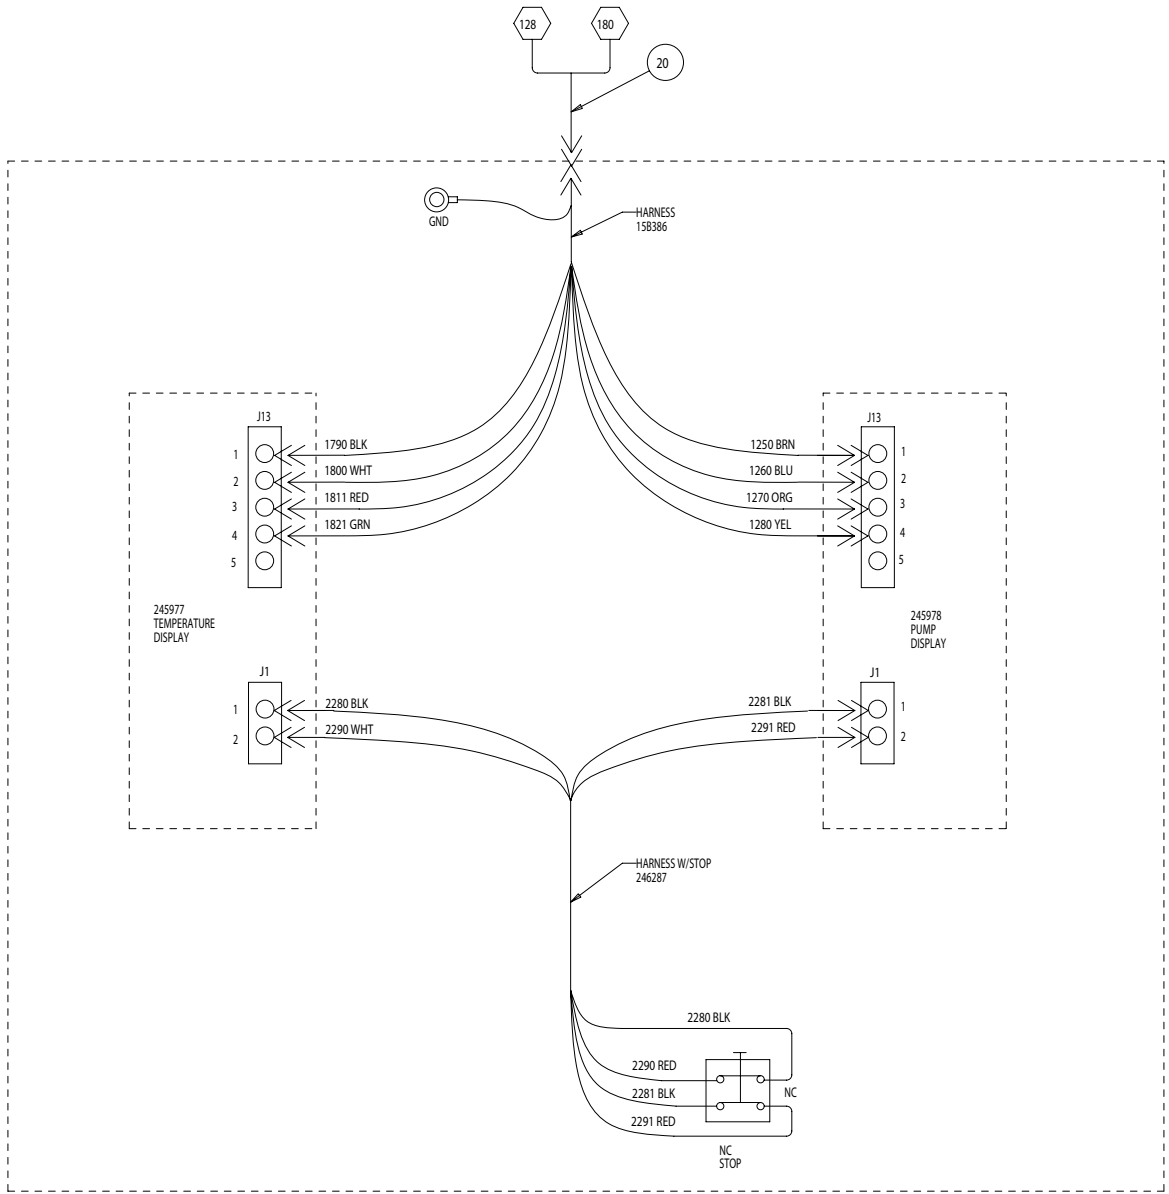 128
180
20
GND
HARNESS
15B386
J13
J13
1
1790 BLK
1250 BRN
1
2
1800 WHT
1260 BLU
2
3
1811 RED
1270 ORG
3
4
1821 GRN
1280 YEL
4
5
5
245977
TEMPERATURE
DISPLAY
245978
PUMP
DISPLAY
J1
J1
1
2280 BLK
2281 BLK
1
2
2290 WHT
2291 RED
2
HARNESS W/STOP
246287
2280 BLK
2290 RED
2281 BLK
NC
2291 RED
NC
STOP